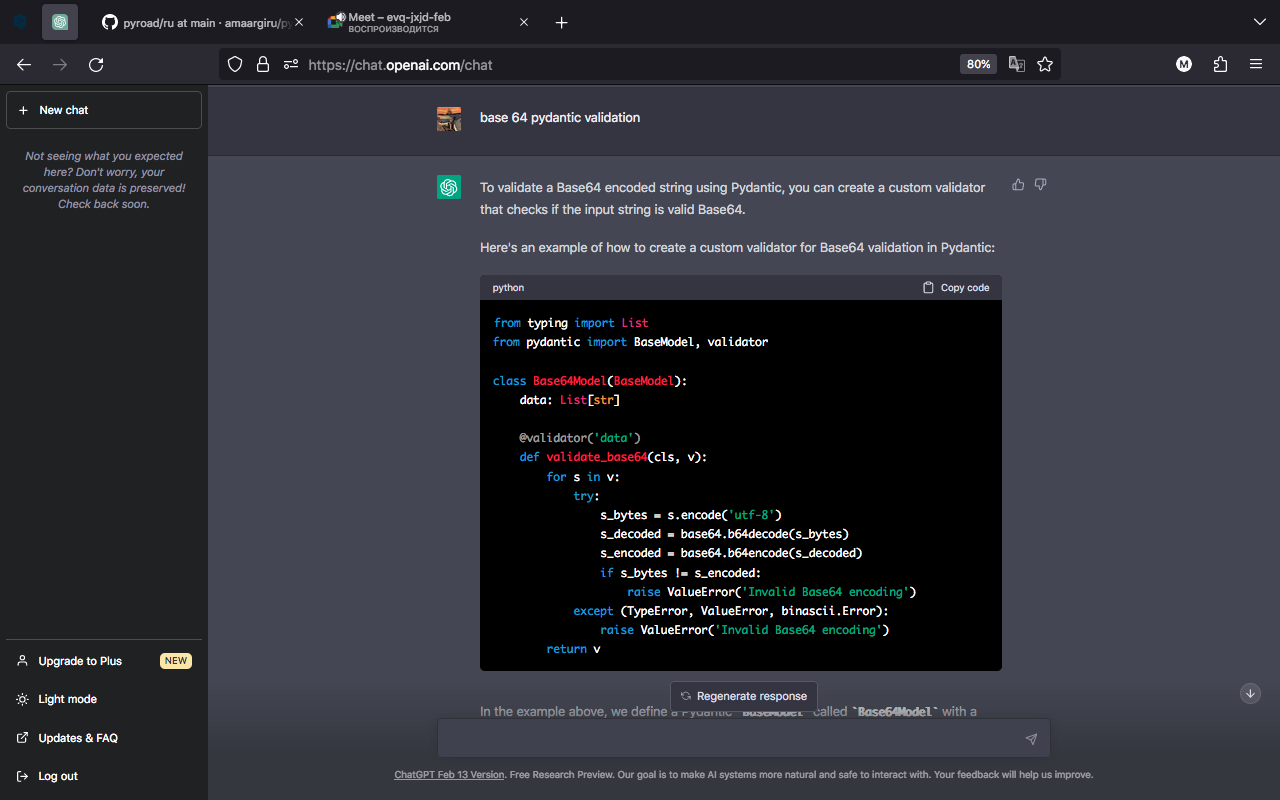 pyroad/ru at main · amaargiru/py
Meet – evq-jxjd-feb
ВОСПРОИЗВОДИТСЯ
https://chat.openai.com/chat
80%
M
New chat
Not seeing what you expected
here? Don't worry, your
conversation data is preserved!
Check back soon.
base 64 pydantic validation
To validate a Base64 encoded string using Pydantic, you can create a custom validator
that checks if the input string is valid Base64.
Here's an example of how to create a custom validator for Base64 validation in Pydantic:
python
Copy code
from typing import List
from pydantic import BaseModel, validator
class Base64Model(BaseModel):
    data: List[str]
    @validator('data')
    def validate_base64(cls, v):
        for s in v:
            try:
                s_bytes = s.encode('utf-8')
                s_decoded = base64.b64decode(s_bytes)
                s_encoded = base64.b64encode(s_decoded)
                if s_bytes != s_encoded:
                    raise ValueError('Invalid Base64 encoding')
            except (TypeError, ValueError, binascii.Error):
                raise ValueError('Invalid Base64 encoding')
        return v
Regenerate response
In the example above, we define a Pydantic `BaseModel` called `Base64Model` with a
Upgrade to Plus
NEW
Light mode
Updates & FAQ
Log out
ChatGPT Feb 13 Version. Free Research Preview. Our goal is to make AI systems more natural and safe to interact with. Your feedback will help us improve.